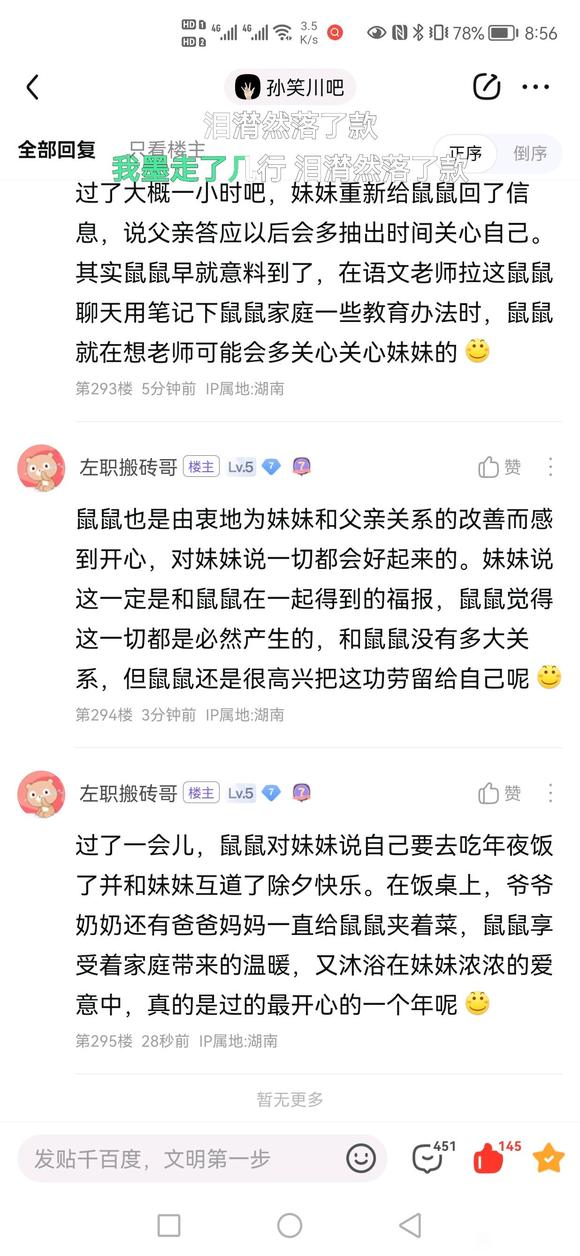 HD 1 4G 4G 3.5 78% 8:56
HD 2 K/s
孙笑川吧
泪潸然落了款
全部回复 只看楼主 正序 倒序
我墨走了几行 泪潸然落了款
过了大概一小时吧，妹妹重新给鼠鼠回了信
息，说父亲答应以后会多抽出时间关心自己。
其实鼠鼠早就意料到了，在语文老师拉这鼠鼠
聊天用笔记下鼠鼠家庭一些教育办法时，鼠鼠
就在想老师可能会多关心关心妹妹的
第293楼 5分钟前 IP属地:湖南
左职搬砖哥 楼主 Lv.5 7 7 赞
鼠鼠也是由衷地为妹妹和父亲关系的改善而感
到开心，对妹妹说一切都会好起来的。妹妹说
这一定是和鼠鼠在一起得到的福报，鼠鼠觉得
这一切都是必然产生的，和鼠鼠没有多大关
系，但鼠鼠还是很高兴把这功劳留给自己呢
第294楼 3分钟前 IP属地:湖南
左职搬砖哥 楼主 Lv.5 7 7 赞
过了一会儿，鼠鼠对妹妹说自己要去吃年夜饭
了并和妹妹互道了除夕快乐。在饭桌上，爷爷
奶奶还有爸爸妈妈一直给鼠鼠夹着菜，鼠鼠享
受着家庭带来的温暖，又沐浴在妹妹浓浓的爱
意中，真的是过的最开心的一个年呢
第295楼 28秒前 IP属地:湖南
暂无更多
发贴千百度，文明第一步 451 145